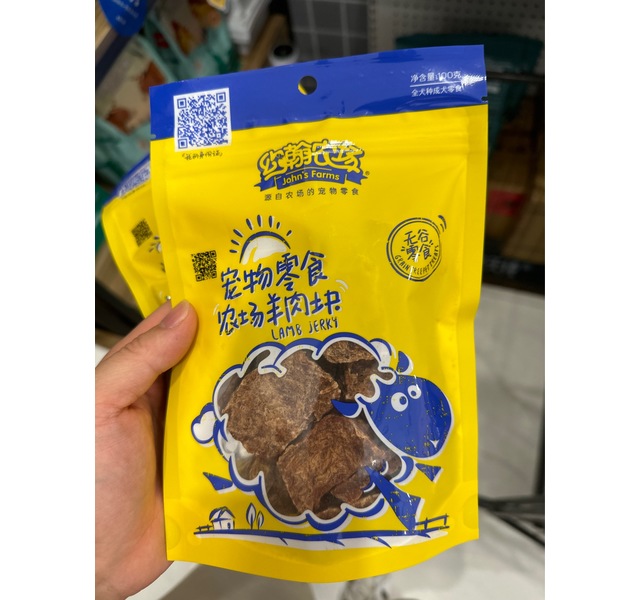 净含量:100克
全犬种成犬零食
约翰农场
John's Farms
®
源自农场的宠物零食
无谷
零食
宠物零食
农场羊肉块
LAMB JERKY